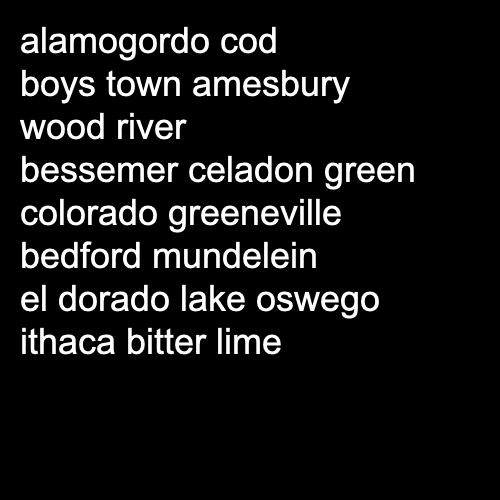 alamogordo cod
boys town amesbury
wood river
bessemer celadon green
colorado greeneville
bedford mundelein
el dorado lake oswego
ithaca bitter lime